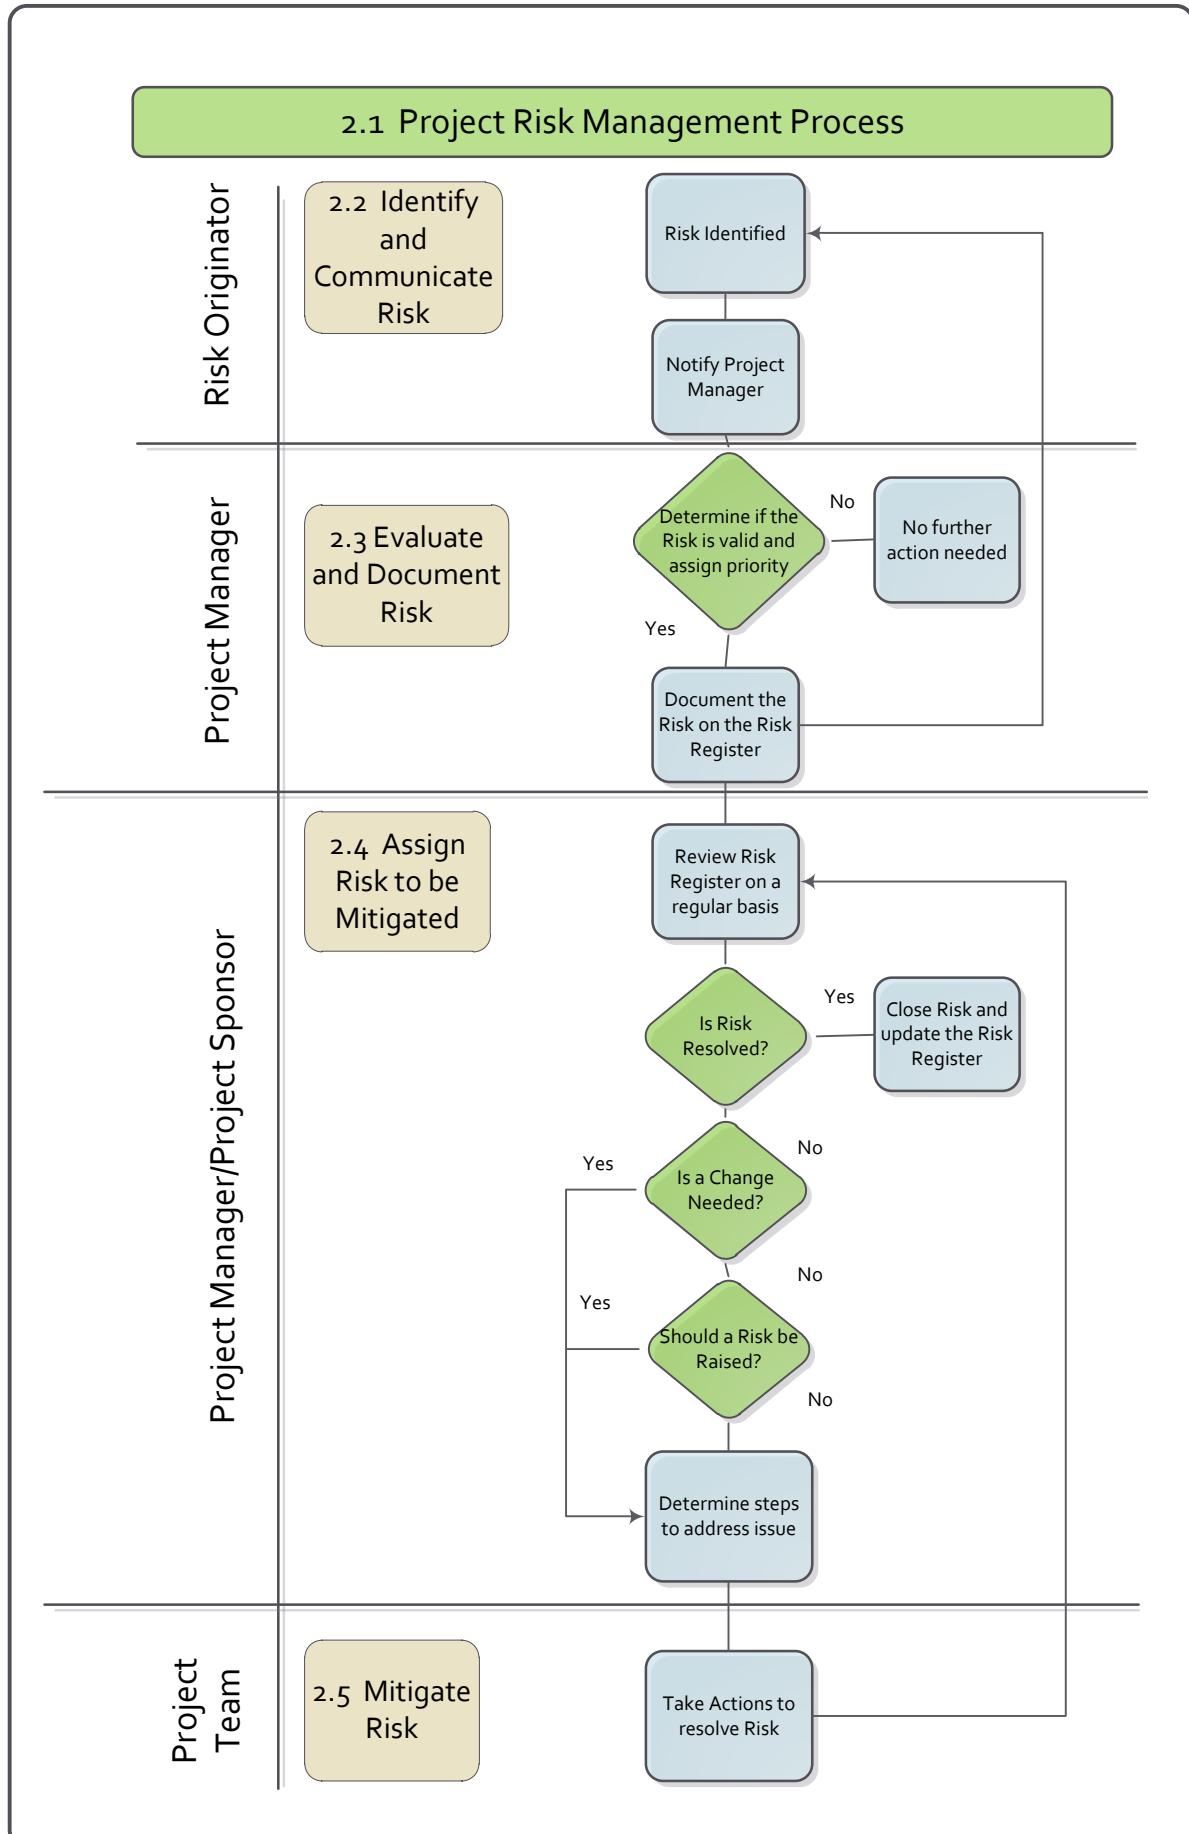 2.1  Project Risk Management Process
Risk Originator
2.2  Identify
and
Communicate
Risk
Risk Identified
Notify Project
Manager
Project Manager
2.3 Evaluate
and Document
Risk
Determine if the
Risk is valid and
assign priority
No
No further
action needed
Yes
Document the
Risk on the Risk
Register
Project Manager/Project Sponsor
2.4  Assign
Risk to be
Mitigated
Review Risk
Register on a
regular basis
Is Risk
Resolved?
Yes
Close Risk and
update the Risk
Register
No
Is a Change
Needed?
Yes
No
Should a Risk be
Raised?
Yes
No
Determine steps
to address issue
Project
Team
2.5  Mitigate
Risk
Take Actions to
resolve Risk